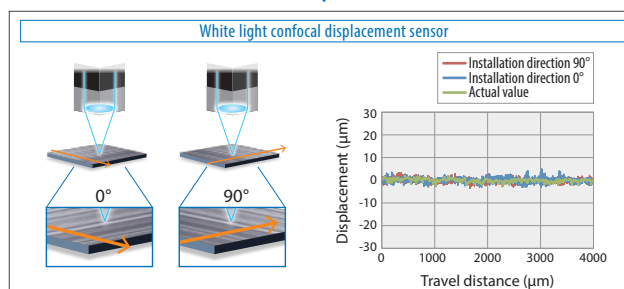 White light confocal displacement sensor
0°
90°
Installation direction 90°
Installation direction 0°
Actual value
Displacement (μm)
30
20
10
0
-10
-20
-30
0
1000
2000
3000
4000
Travel distance (μm)